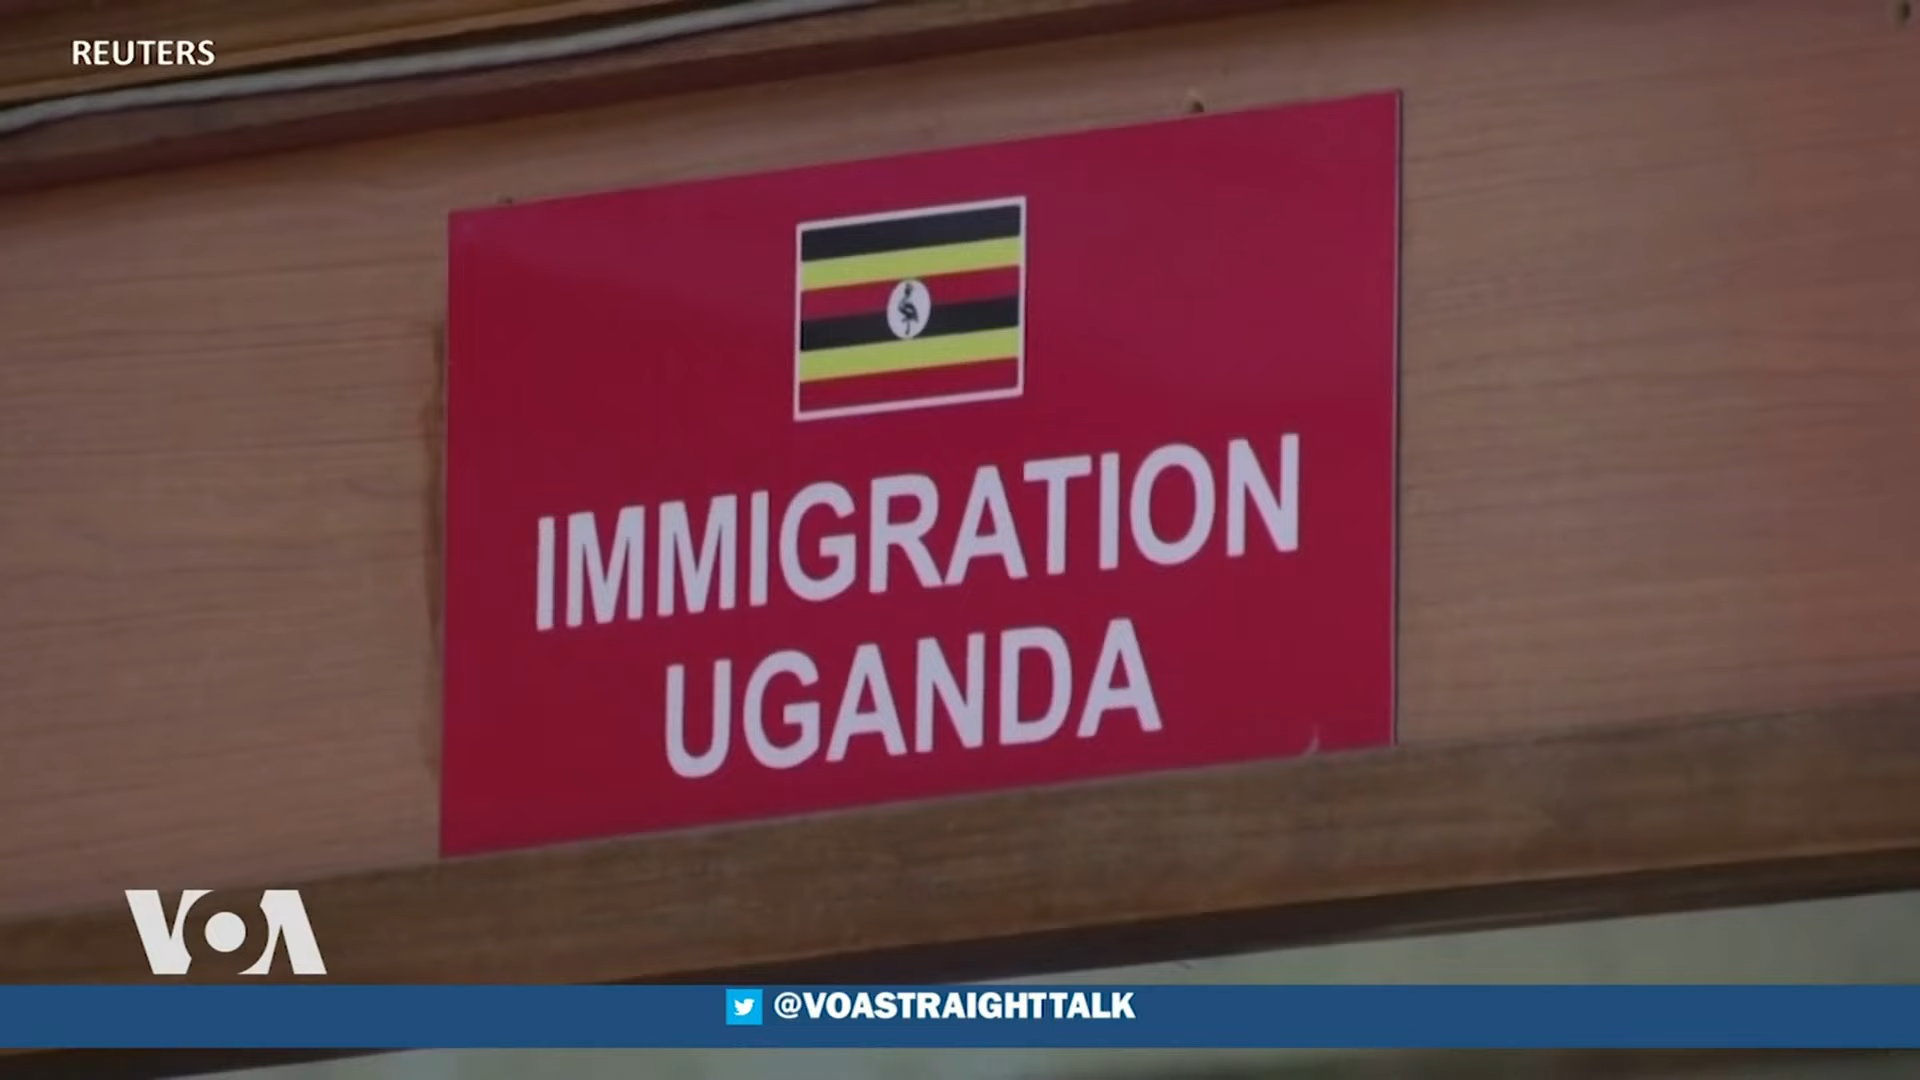 REUTERS
IMMIGRATION
UGANDA
VOA
@VOASTRAIGHTTALK